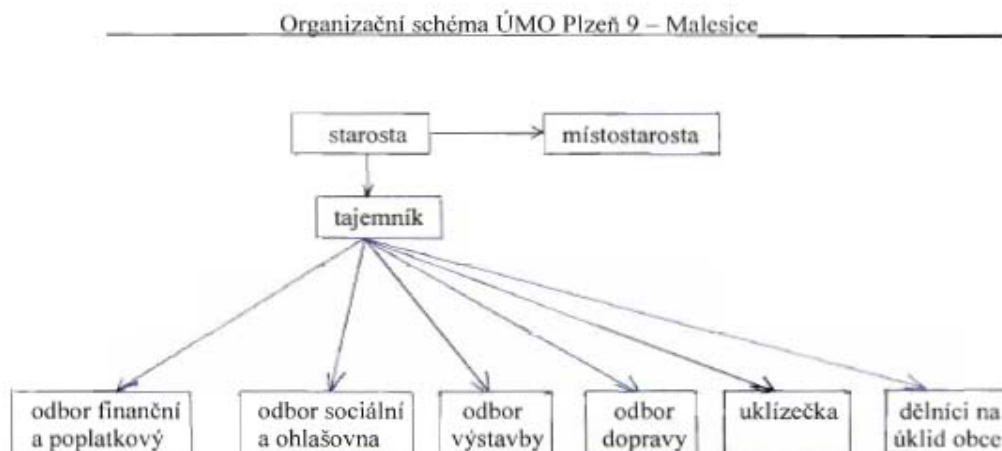 Organizační schéma ÚMO Plzeň 9 – Malesice
starosta
místostarosta
tajemník
odbor finanční
a poplatkový
odbor sociální
a ohlašovna
odbor
výstavby
odbor
dopravy
uklízečka
dělníci na
úklid obce